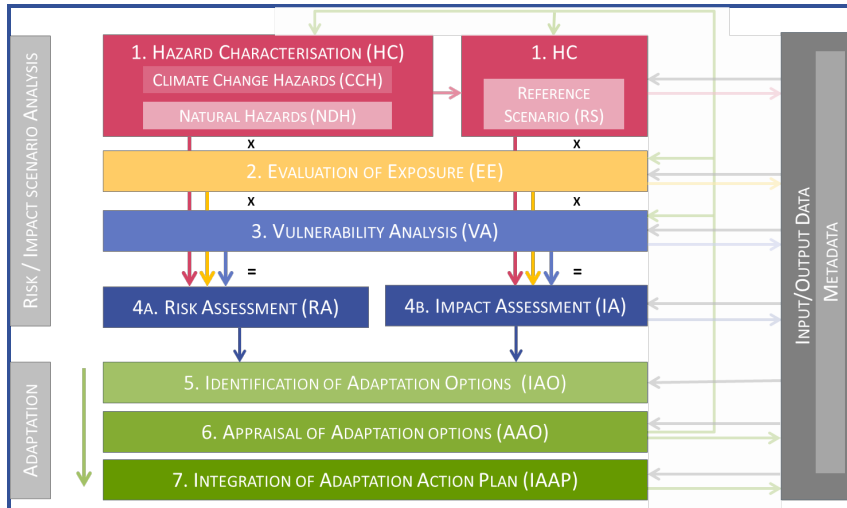 1. Hazard Characterisation (HC)
Climate Change Hazards (CCH)
Natural Hazards (NDH)
1. HC
Reference
Scenario (RS)
x
x
2. Evaluation of Exposure (EE)
x
x
3. Vulnerability Analysis (VA)
=
=
4a. Risk Assessment (RA)
4b. Impact Assessment (IA)
5. Identification of Adaptation Options (IAO)
6. Appraisal of Adaptation options (AAO)
7. Integration of Adaptation Action Plan (IAAP)
Risk / Impact scenario Analysis
Adaptation
Input/Output Data
Metadata